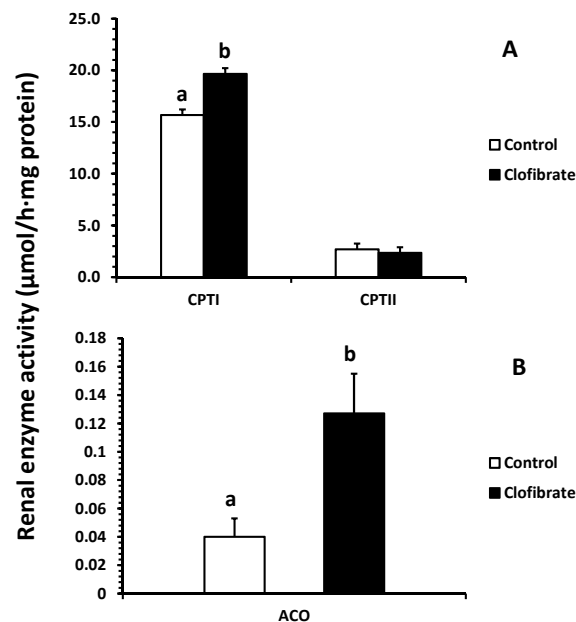 Renal enzyme activity (μmol/h·mg protein)
25.0
20.0
15.0
10.0
5.0
0.0
a
b
A
Control
Clofibrate
CPTI
CPTII
0.18
0.16
0.14
0.12
0.1
0.08
0.06
0.04
0.02
0
a
b
B
Control
Clofibrate
ACO